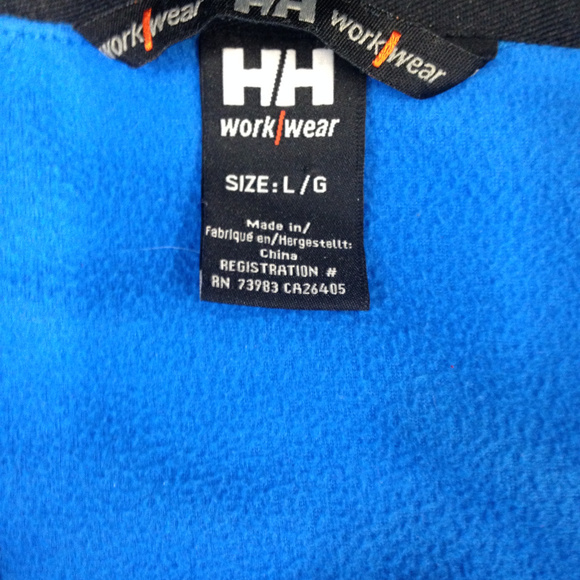 HH
work/wear
HH
work/wear
HH
work/wear
SIZE: L/G
Made in/
Fabriqué en/Hergestellt:
China
REGISTRATION #
RN 73983 CA26405